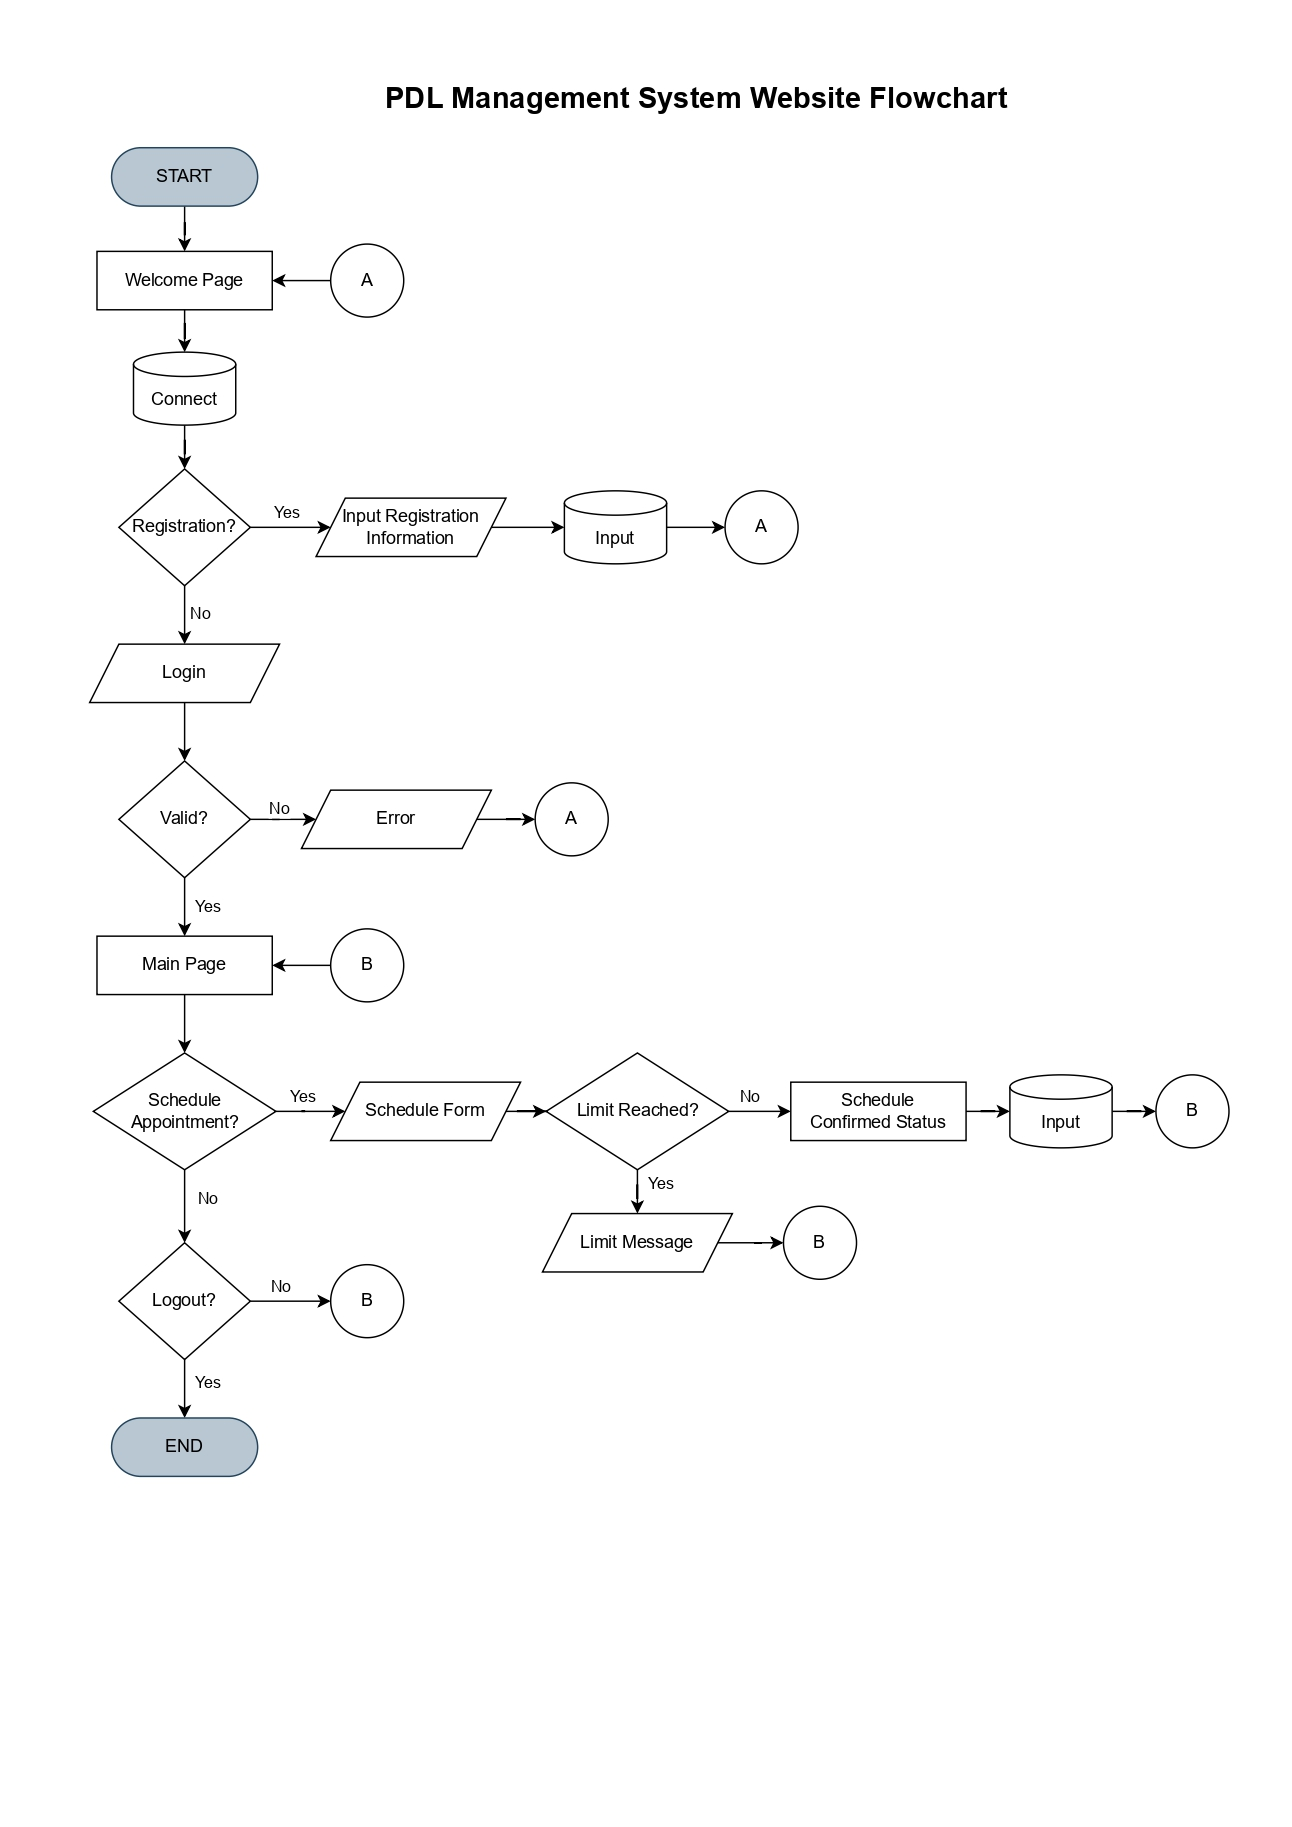 PDL Management System Website Flowchart
START
Welcome Page
A
Connect
Registration?
Yes
Input Registration
Information
Input
A
No
Login
Valid?
No
Error
A
Yes
Main Page
B
Schedule
Appointment?
Yes
Schedule Form
Limit Reached?
No
Schedule
Confirmed Status
Input
B
Yes
Limit Message
B
No
Logout?
No
B
Yes
END